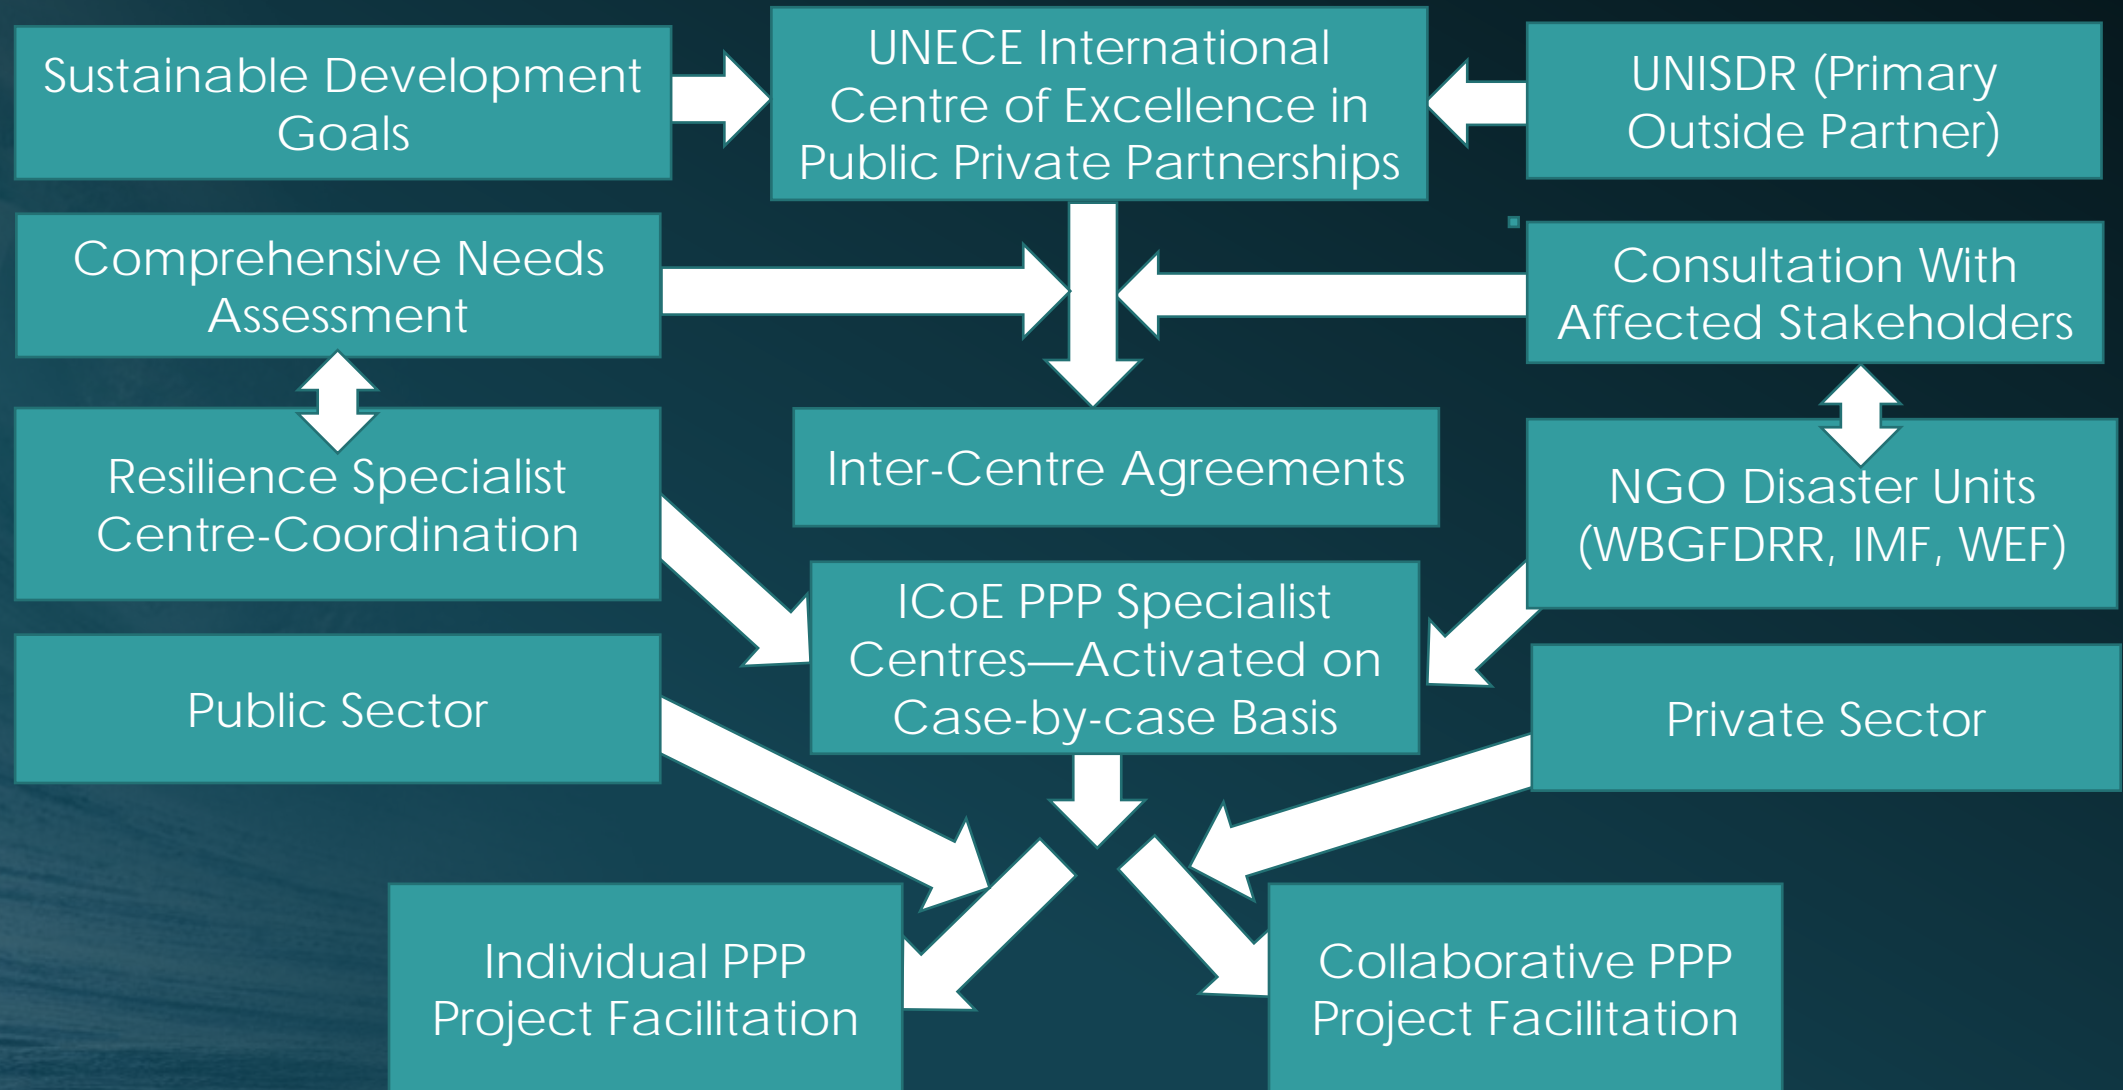 Sustainable Development
Goals
UNECE International
Centre of Excellence in
Public Private Partnerships
UNISDR (Primary
Outside Partner)
Comprehensive Needs
Assessment
Consultation With
Affected Stakeholders
Resilience Specialist
Centre-Coordination
Inter-Centre Agreements
NGO Disaster Units
(WBGFDRR, IMF, WEF)
ICoE PPP Specialist
Centres—Activated on
Case-by-case Basis
Public Sector
Private Sector
Individual PPP
Project Facilitation
Collaborative PPP
Project Facilitation